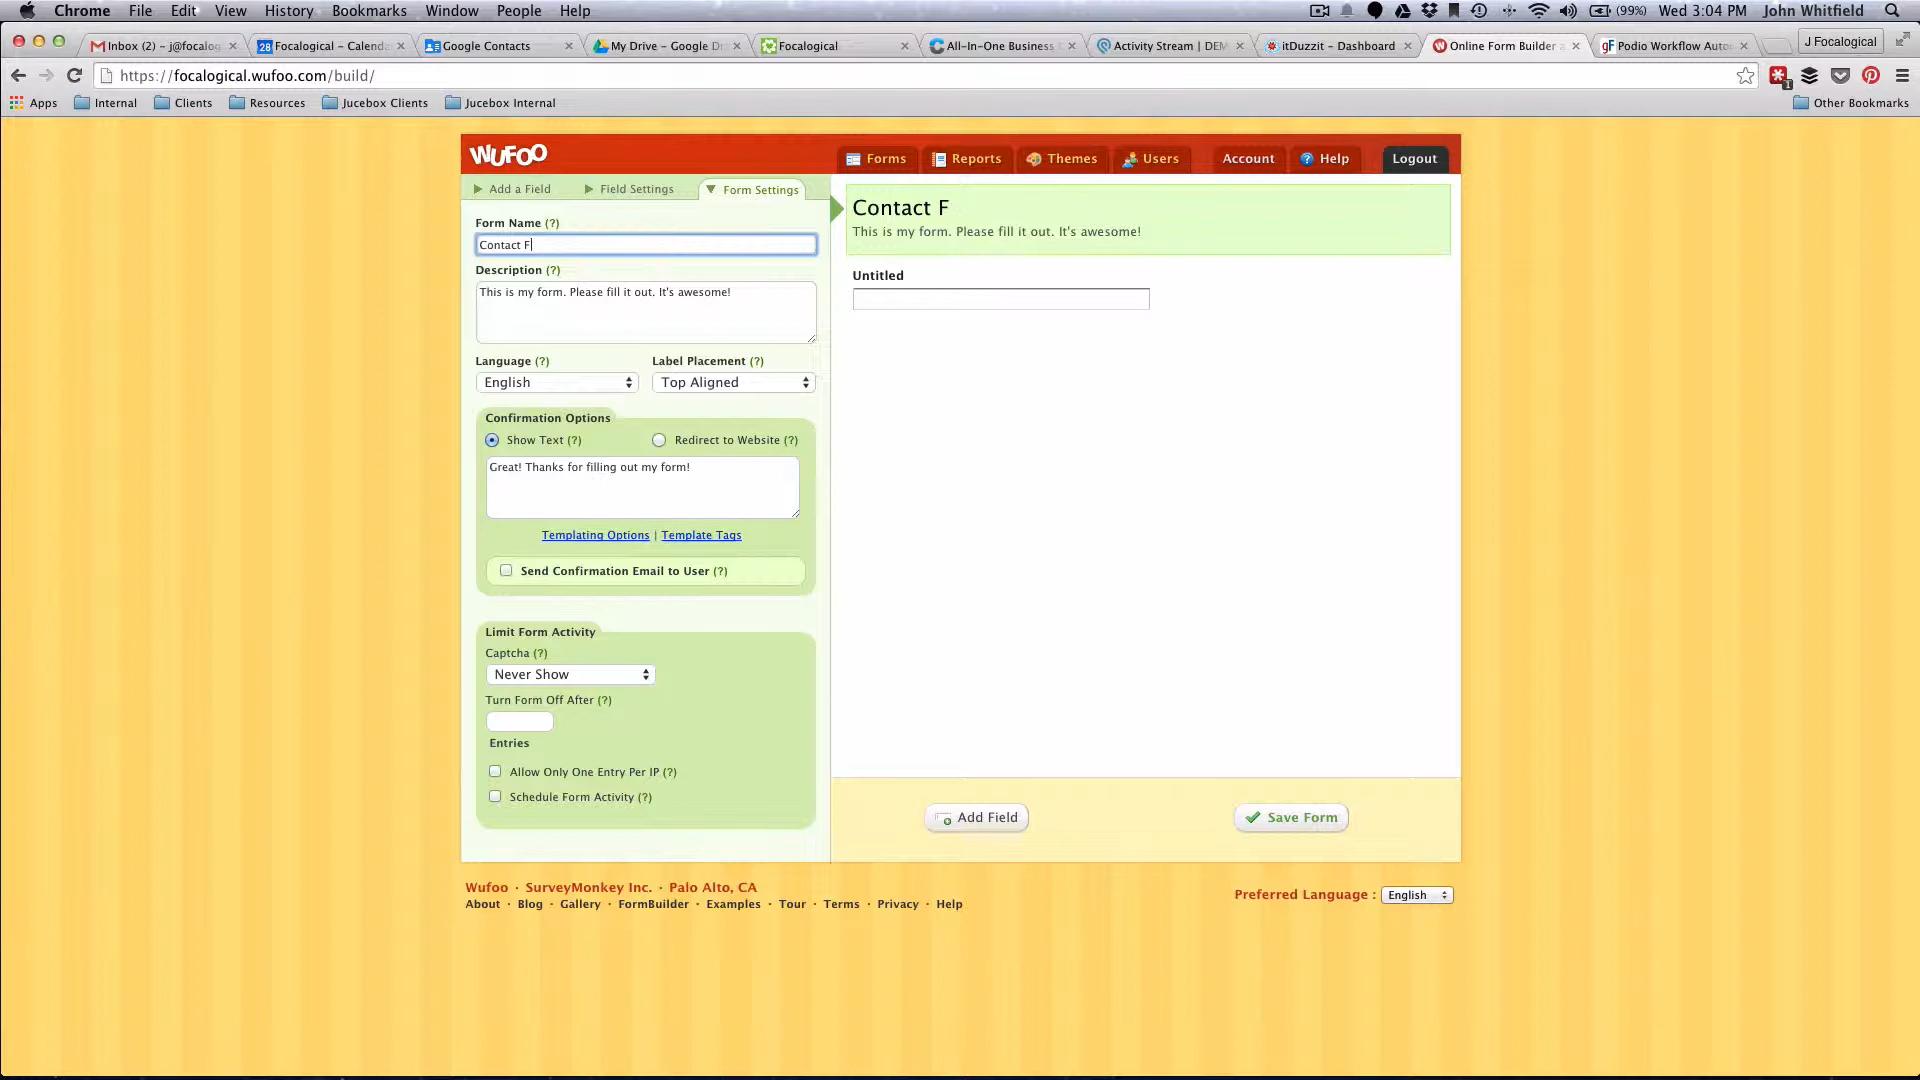 Chrome File Edit View History Bookmarks Window People Help (99%) Wed 3:04 PM John Whitfield
Inbox (2) – j@focalog Focalogical – Calenda Google Contacts My Drive – Google Dr Focalogical All-In-One Business Activity Stream | DEM itDuzzit – Dashboard Online Form Builder Podio Workflow Auto J Focalogical
https://focalogical.wufoo.com/build/
Apps Internal Clients Resources Jucebox Clients Jucebox Internal Other Bookmarks
WUFOO Forms Reports Themes Users Account Help Logout
Add a Field Field Settings Form Settings
Form Name (?)
Contact F
Description (?)
This is my form. Please fill it out. It's awesome!
Language (?) Label Placement (?)
English Top Aligned
Confirmation Options
Show Text (?) Redirect to Website (?)
Great! Thanks for filling out my form!
Templating Options | Template Tags
Send Confirmation Email to User (?)
Limit Form Activity
Captcha (?)
Never Show
Turn Form Off After (?)
Entries
Allow Only One Entry Per IP (?)
Schedule Form Activity (?)
Contact F
This is my form. Please fill it out. It's awesome!
Untitled
Add Field Save Form
Wufoo · SurveyMonkey Inc. · Palo Alto, CA
About · Blog · Gallery · FormBuilder · Examples · Tour · Terms · Privacy · Help
Preferred Language : English